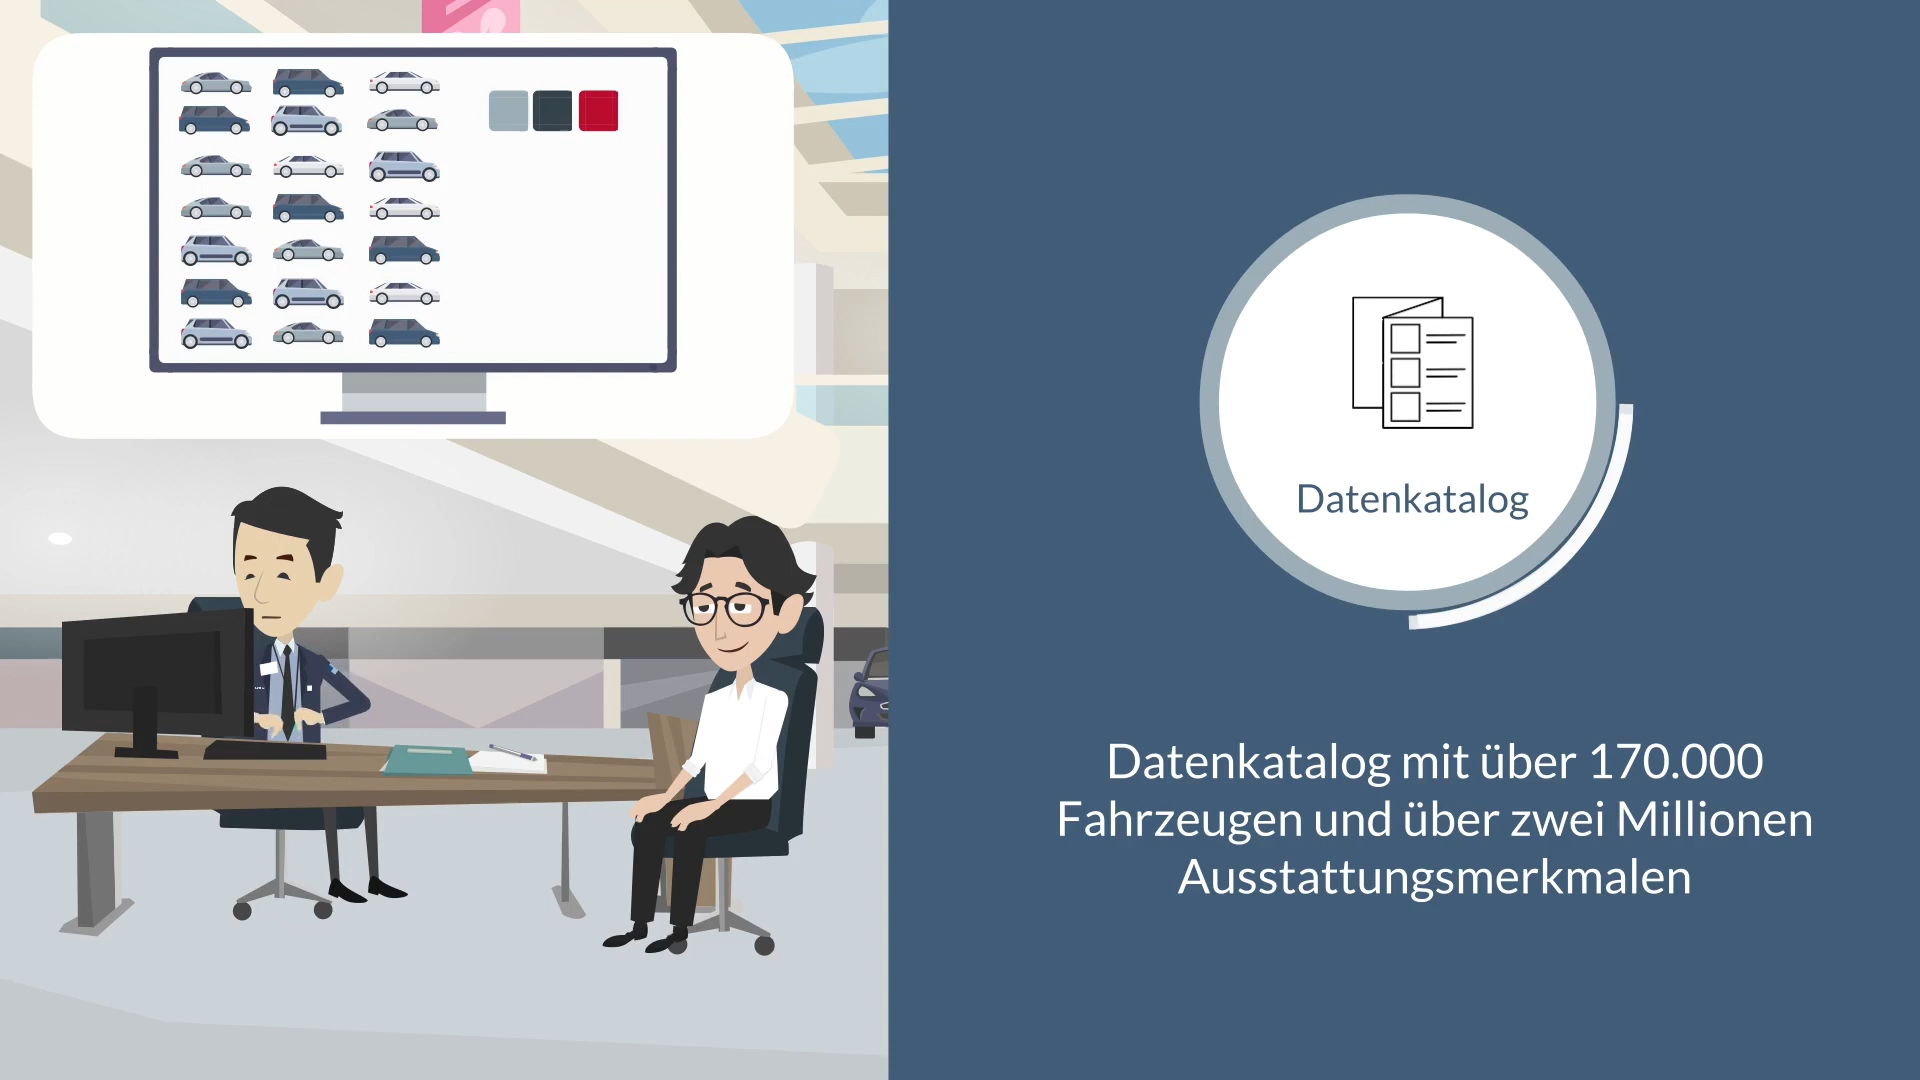 Datenkatalog
Datenkatalog mit über 170.000
Fahrzeugen und über zwei Millionen
Ausstattungsmerkmalen